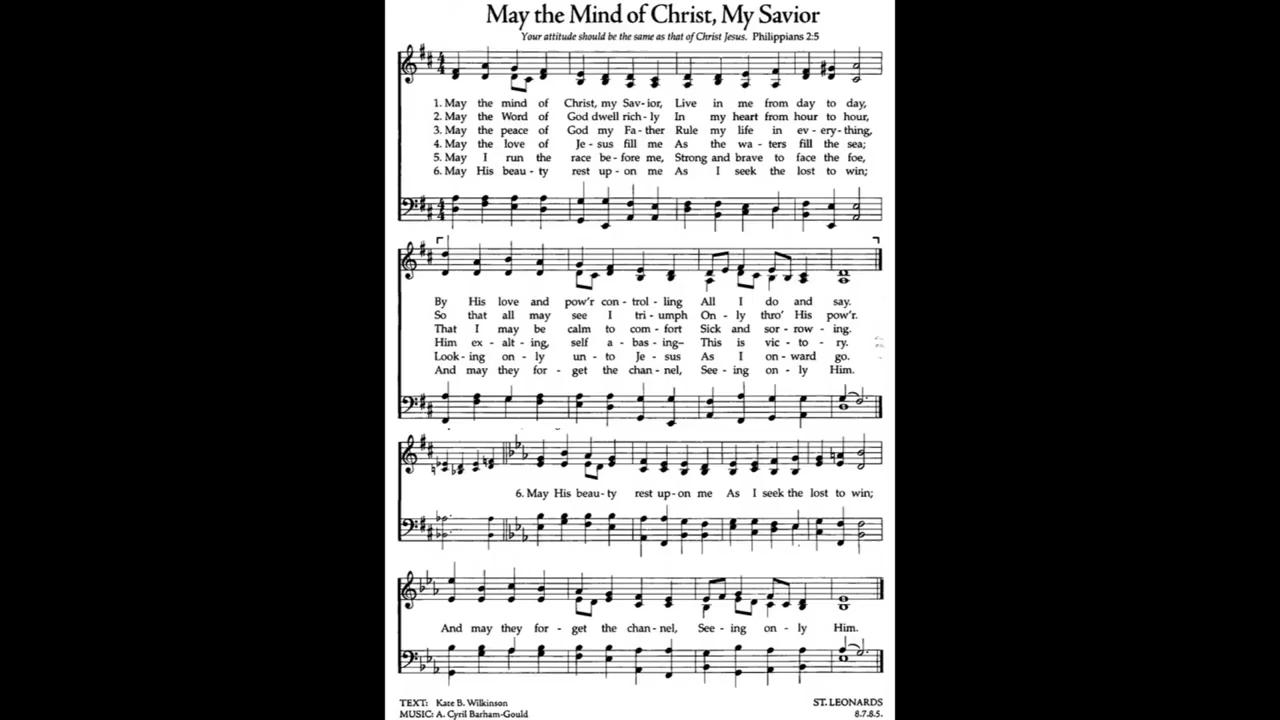 May the Mind of Christ, My Savior
Your attitude should be the same as that of Christ Jesus. Philippians 2:5
1. May the mind of Christ, my Sav-ior, Live in me from day to day,
2. May the Word of God dwell rich-ly In my heart from hour to hour,
3. May the peace of God my Fa-ther Rule my life in ev-ery-thing,
4. May the love of Je-sus fill me As the wa-ters fill the sea;
5. May I run the race be-fore me, Strong and brave to face the foe,
6. May His beau-ty rest up-on me As I seek the lost to win;
By His love and pow'r con-trol-ling All I do and say.
So that all may see I tri-umph On-ly thro' His pow'r.
That I may be calm to com-fort Sick and sor-row-ing.
Him ex-alt-ing, self a-bas-ing– This is vic-to-ry.
Look-ing on-ly un-to Je-sus As I on-ward go.
And may they for-get the chan-nel, See-ing on-ly Him.
6. May His beau-ty rest up-on me As I seek the lost to win;
And may they for-get the chan-nel, See-ing on-ly Him.
TEXT: Kate B. Wilkinson
MUSIC: A. Cyril Barham-Gould
ST. LEONARDS
8.7.8.5.